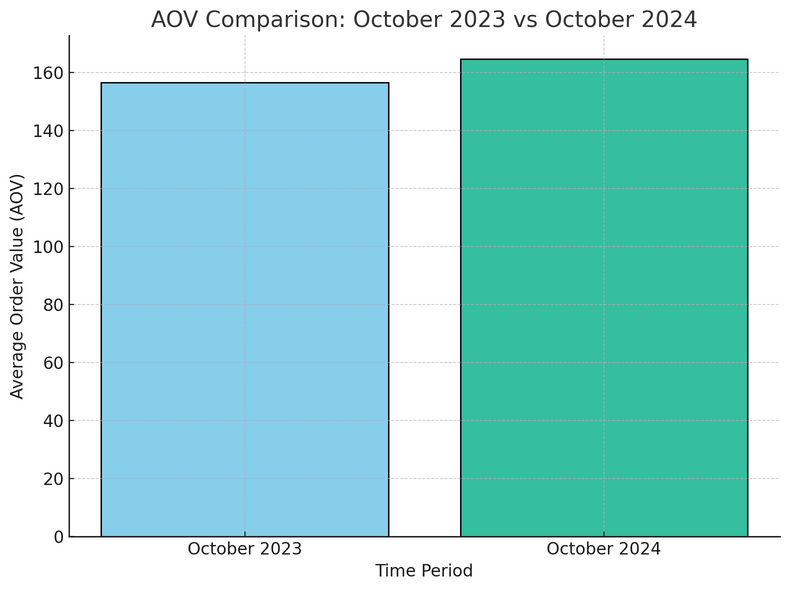 AOV Comparison: October 2023 vs October 2024
Average Order Value (AOV)
160
140
120
100
80
60
40
20
0
October 2023 October 2024
Time Period